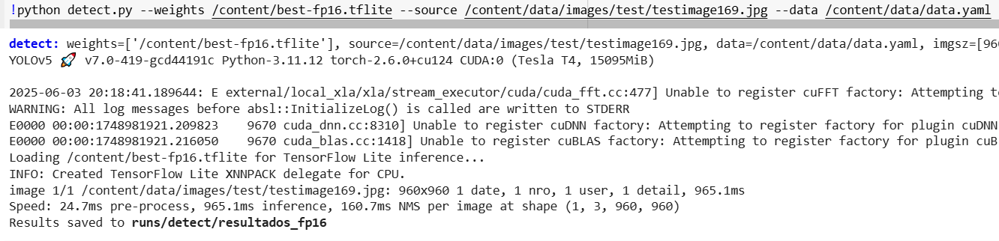 !python detect.py --weights /content/best-fp16.tflite --source /content/data/images/test/testimage169.jpg --data /content/data/data.yaml
detect: weights=['/content/best-fp16.tflite'], source=/content/data/images/test/testimage169.jpg, data=/content/data/data.yaml, imgsz=[960
YOLOv5 🚀 v7.0-419-gcd44191c Python-3.11.12 torch-2.6.0+cu124 CUDA:0 (Tesla T4, 15095MiB)
2025-06-03 20:18:41.189644: E external/local_xla/xla/stream_executor/cuda/cuda_fft.cc:477] Unable to register cuFFT factory: Attempting to
WARNING: All log messages before absl::InitializeLog() is called are written to STDERR
E0000 00:00:1748981921.209823    9670 cuda_dnn.cc:8310] Unable to register cuDNN factory: Attempting to register factory for plugin cuDNN
E0000 00:00:1748981921.216050    9670 cuda_blas.cc:1418] Unable to register cuBLAS factory: Attempting to register factory for plugin cuB
Loading /content/best-fp16.tflite for TensorFlow Lite inference...
INFO: Created TensorFlow Lite XNNPACK delegate for CPU.
image 1/1 /content/data/images/test/testimage169.jpg: 960x960 1 date, 1 nro, 1 user, 1 detail, 965.1ms
Speed: 24.7ms pre-process, 965.1ms inference, 160.7ms NMS per image at shape (1, 3, 960, 960)
Results saved to runs/detect/resultados_fp16